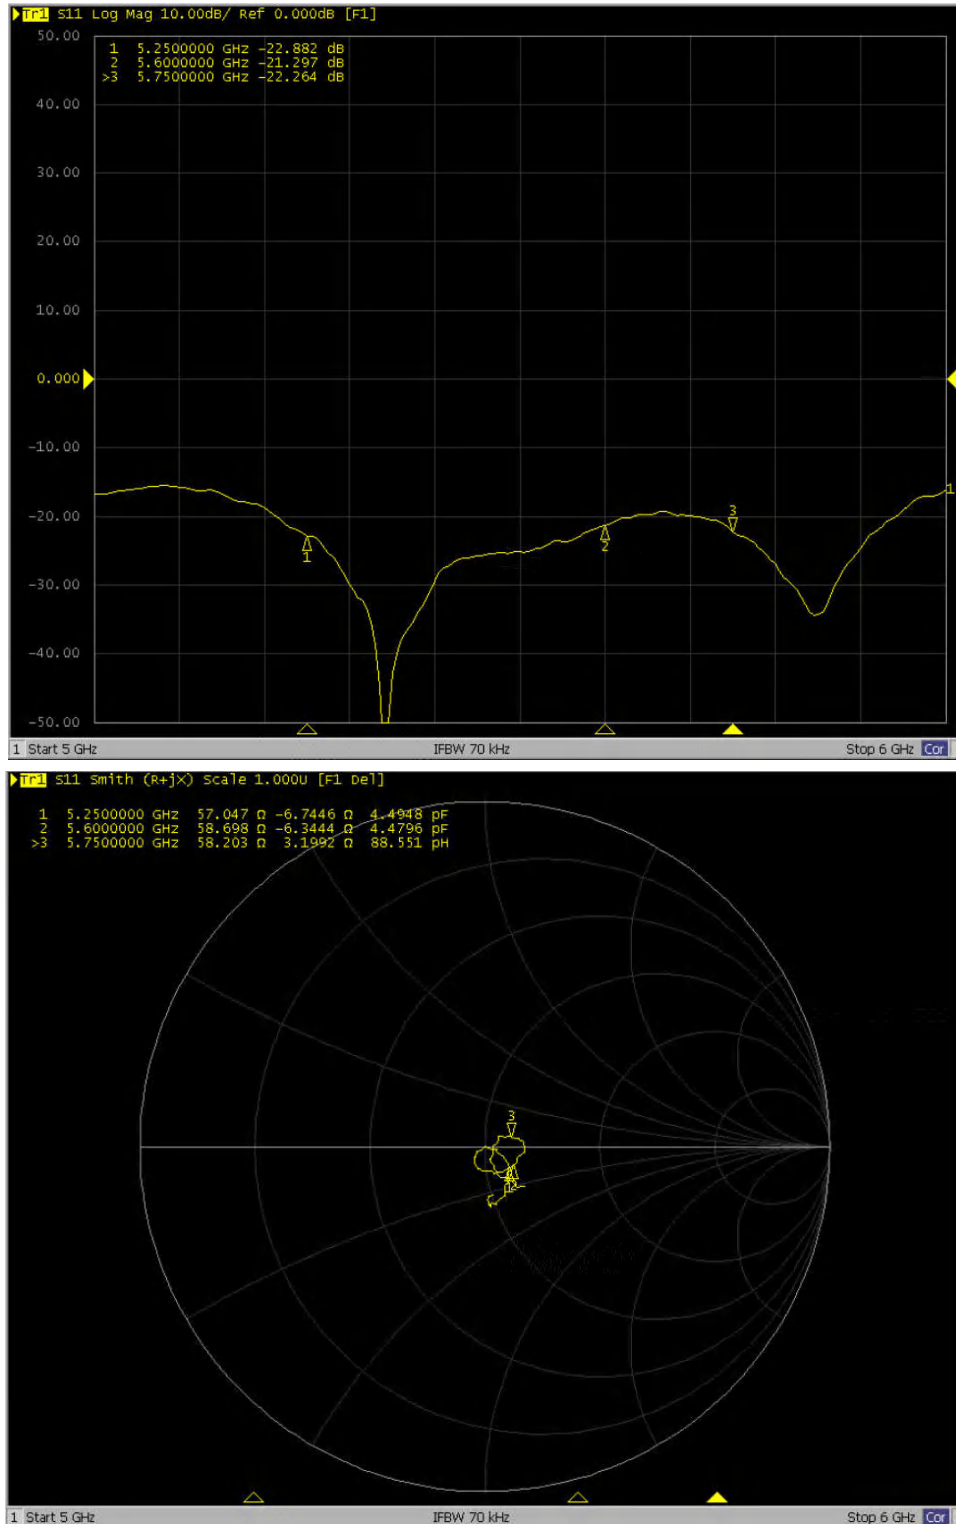 Tr1 S11 Log Mag 10.00dB/ Ref 0.000dB [F1]
50.00
1 5.2500000 GHz -22.882 dB
2 5.6000000 GHz -21.297 dB
>3 5.7500000 GHz -22.264 dB
40.00
30.00
20.00
10.00
0.000
-10.00
-20.00
-30.00
-40.00
-50.00
1
2
3
1
1 Start 5 GHz IFBW 70 kHz Stop 6 GHz Cor
Tr1 S11 Smith (R+jX) Scale 1.000U [F1 Del]
1 5.2500000 GHz 57.047 Ω -6.7446 Ω 4.4948 pF
2 5.6000000 GHz 58.698 Ω -6.3444 Ω 4.4796 pF
>3 5.7500000 GHz 58.203 Ω 3.1992 Ω 88.551 pH
3
1 2
1 Start 5 GHz IFBW 70 kHz Stop 6 GHz Cor